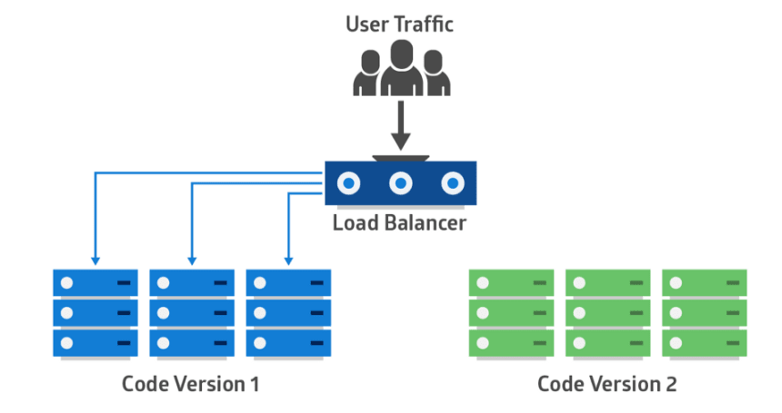 User Traffic
Load Balancer
Code Version 1
Code Version 2